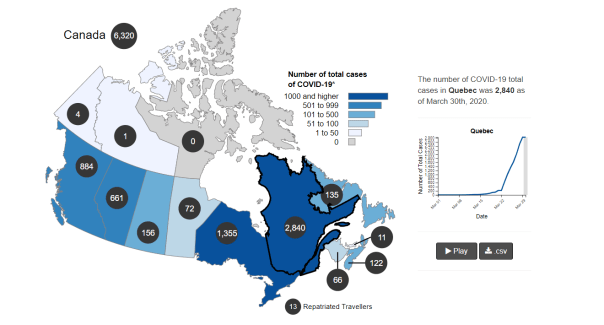 Canada 6,320
Number of total cases
of COVID-19°
1000 and higher
501 to 999
101 to 500
51 to 100
1 to 50
0
4
1
0
884
661
156
72
1,355
2,840
135
11
122
66
13 Repatriated Travellers
The number of COVID-19 total
cases in Quebec was 2,840 as
of March 30th, 2020.
Quebec
Number of Total Cases
Date
Play
.csv